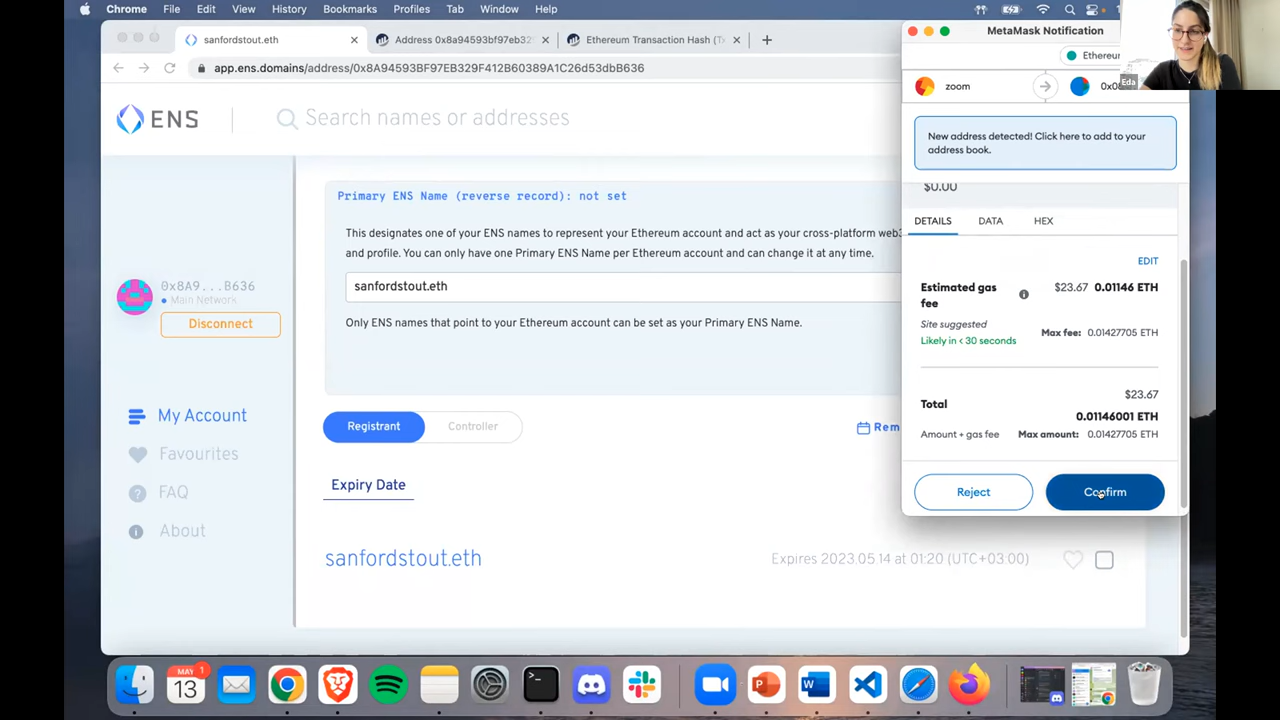 Chrome File Edit View History Bookmarks Profiles Tab Window Help
sanfordstout.eth
Address 0x8a94593bf97eb32
Ethereum Transaction Hash (Tx
MetaMask Notification
Ethereu
Eda
zoom
New address detected! Click here to add to your
address book.
$0.00
DETAILS DATA HEX
EDIT
Estimated gas
fee
$23.67 0.01146 ETH
Site suggested
Likely in < 30 seconds
Max fee: 0.01427705 ETH
$23.67
Total
0.01146001 ETH
Amount + gas fee
Max amount: 0.01427705 ETH
Reject
Confirm
ENS
Search names or addresses
0x8A9...B636
Main Network
Disconnect
My Account
Favourites
FAQ
About
Primary ENS Name (reverse record): not set
This designates one of your ENS names to represent your Ethereum account and act as your cross-platform web3
and profile. You can only have one Primary ENS Name per Ethereum account and can change it at any time.
sanfordstout.eth
Only ENS names that point to your Ethereum account can be set as your Primary ENS Name.
Registrant
Controller
Rem
Expiry Date
sanfordstout.eth
Expires 2023.05.14 at 01:20 (UTC+03:00)
MAY
1
13